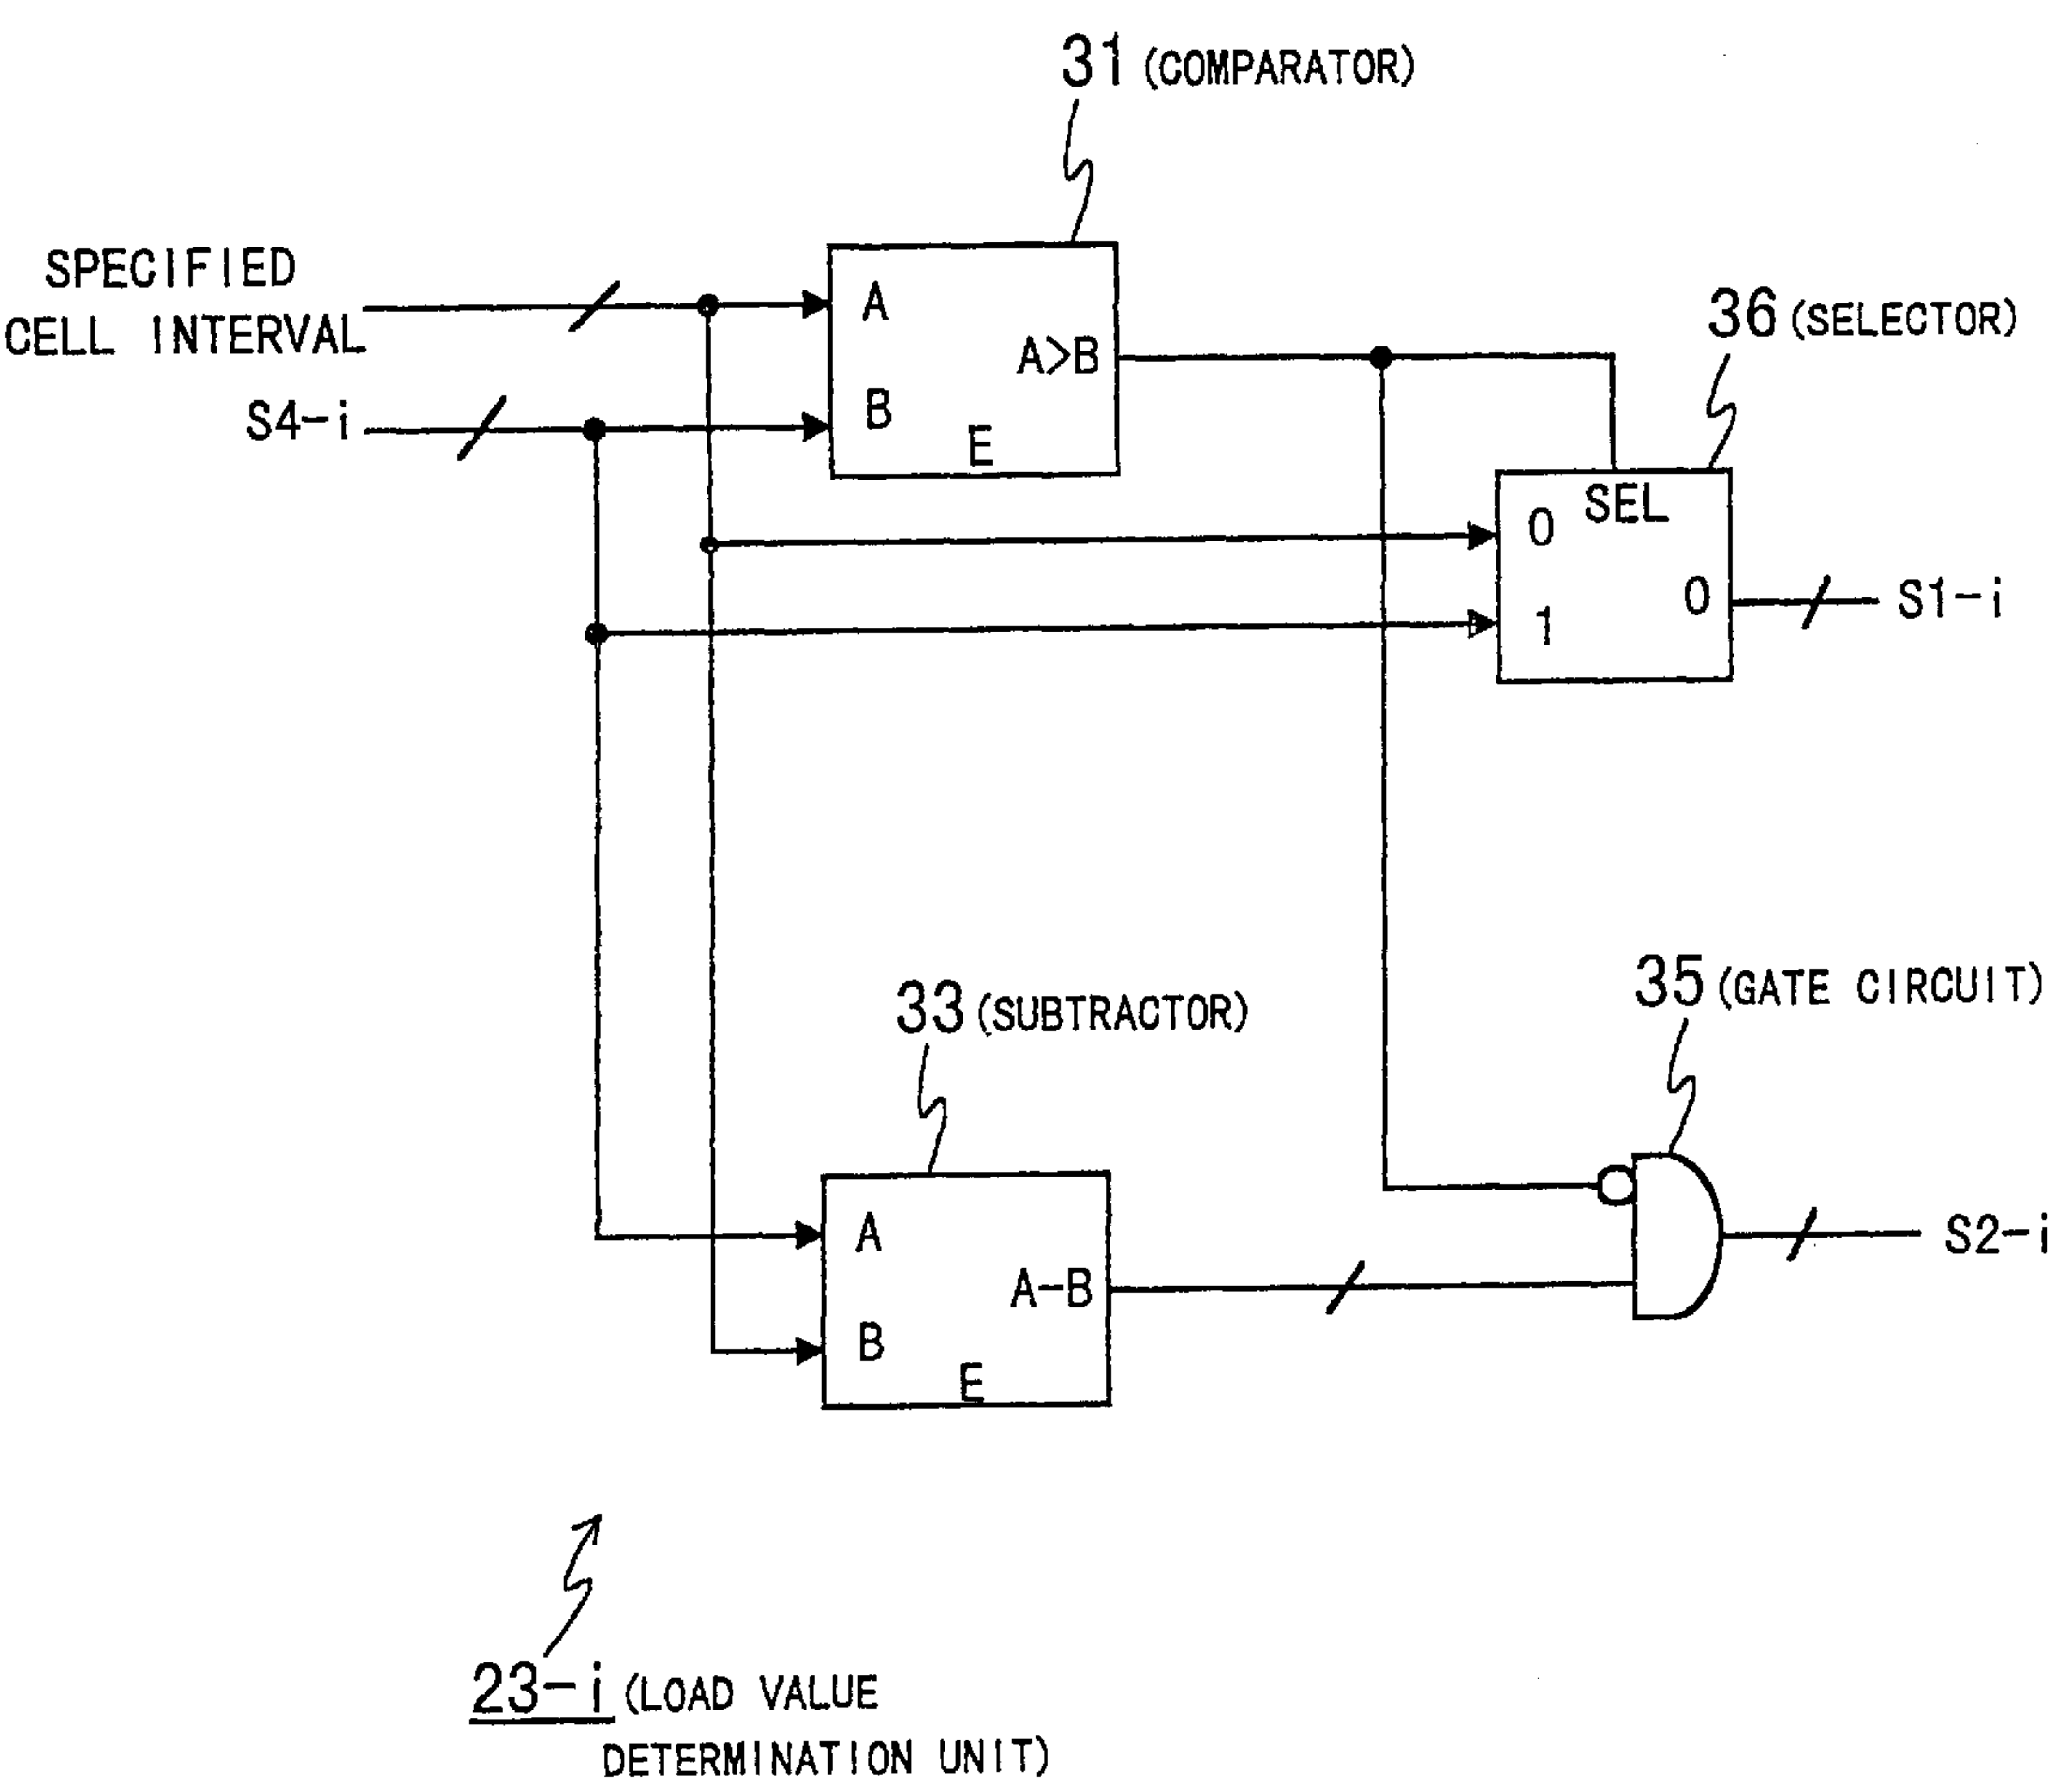 31 (COMPARATOR)
SPECIFIED
CELL INTERVAL
S4-i
A
A>B
B
E
36 (SELECTOR)
SEL
0
1
O
S1-i
33 (SUBTRACTOR)
A
A-B
B
E
35 (GATE CIRCUIT)
S2-i
23-i (LOAD VALUE
DETERMINATION UNIT)